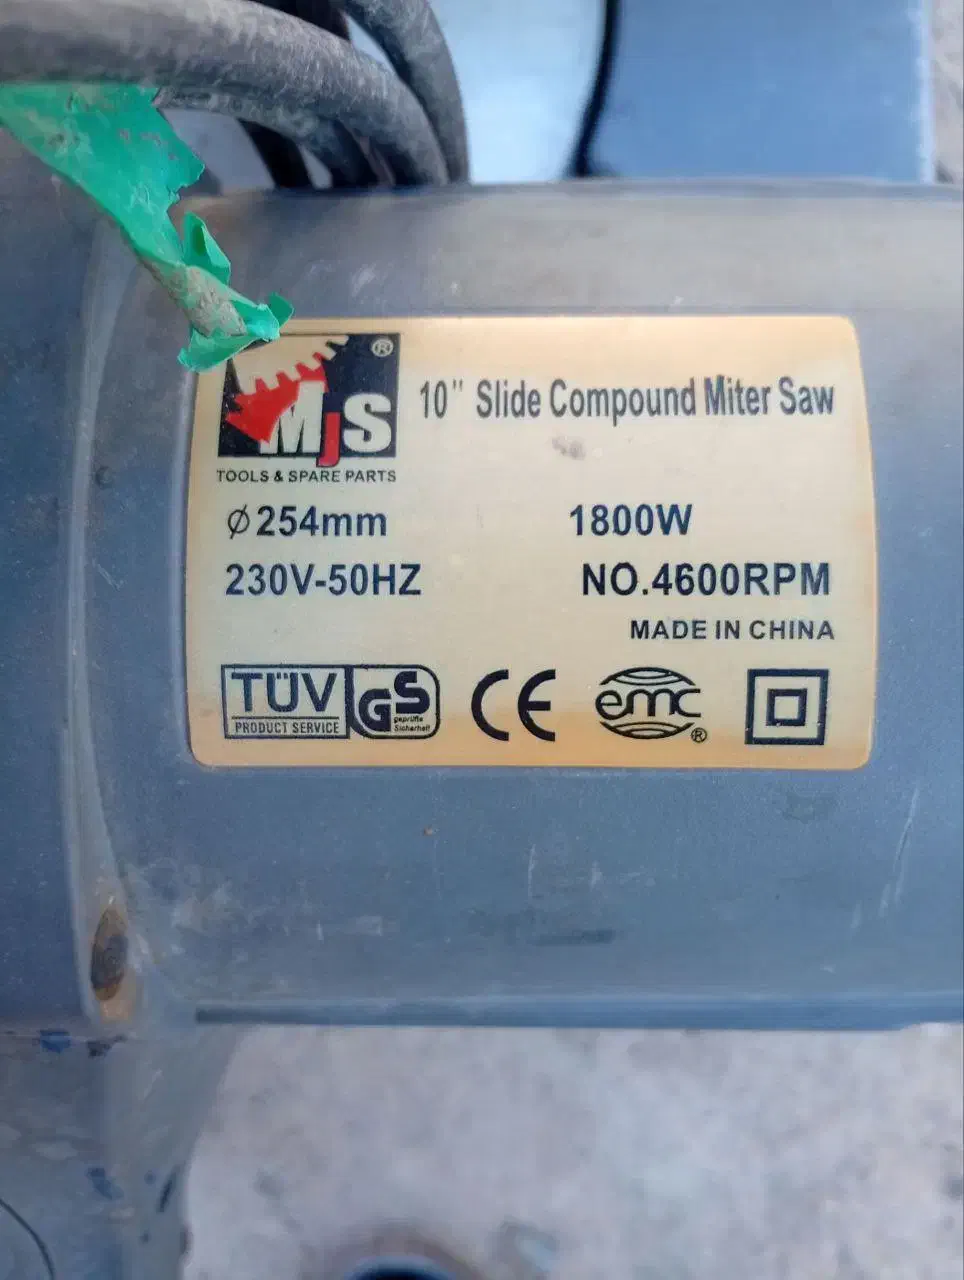 MJS ®
10" Slide Compound Miter Saw
TOOLS & SPARE PARTS
Ø254mm 1800W
230V-50HZ NO.4600RPM
MADE IN CHINA
TÜV
PRODUCT SERVICE
GS
geprüfte
Sicherheit
CE
emc ®